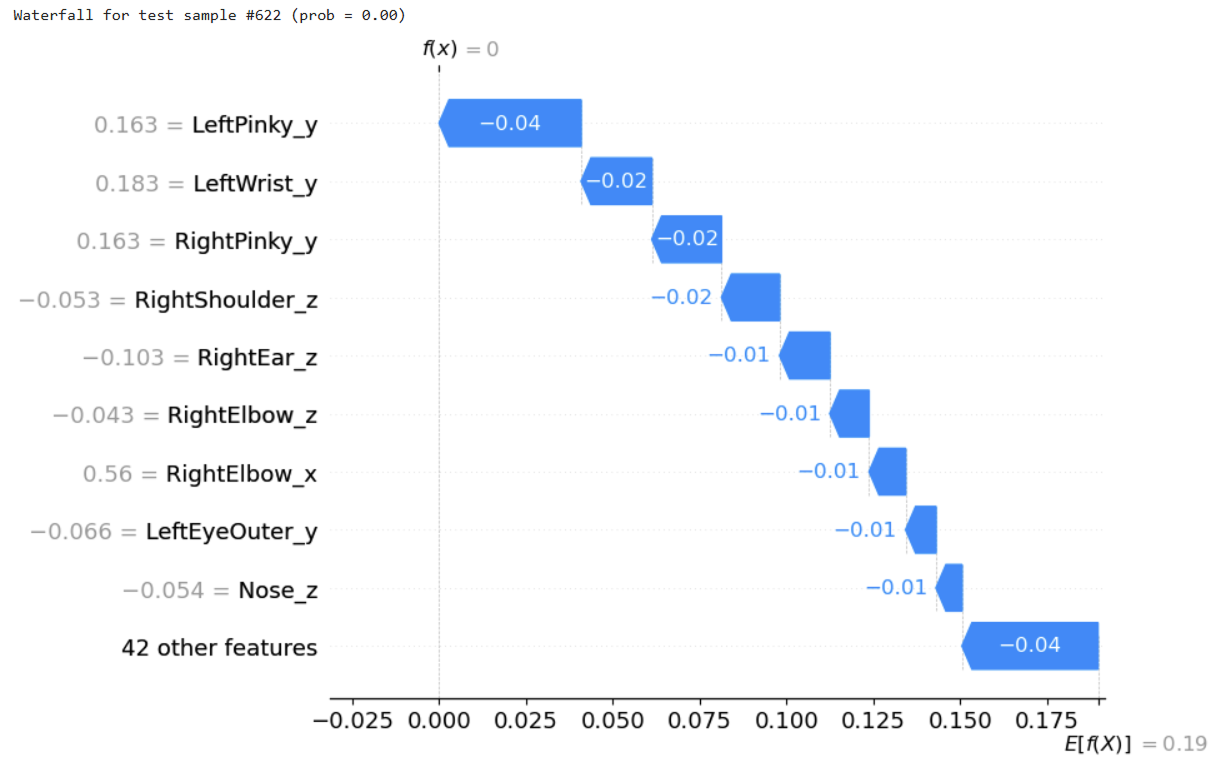 Waterfall for test sample #622 (prob = 0.00)
f(x) = 0
0.163 = LeftPinky_y
−0.04
0.183 = LeftWrist_y
−0.02
0.163 = RightPinky_y
−0.02
−0.053 = RightShoulder_z
−0.02
−0.103 = RightEar_z
−0.01
−0.043 = RightElbow_z
−0.01
0.56 = RightElbow_x
−0.01
−0.066 = LeftEyeOuter_y
−0.01
−0.054 = Nose_z
−0.01
42 other features
−0.04
−0.025 0.000 0.025 0.050 0.075 0.100 0.125 0.150 0.175
E[f(X)] = 0.19